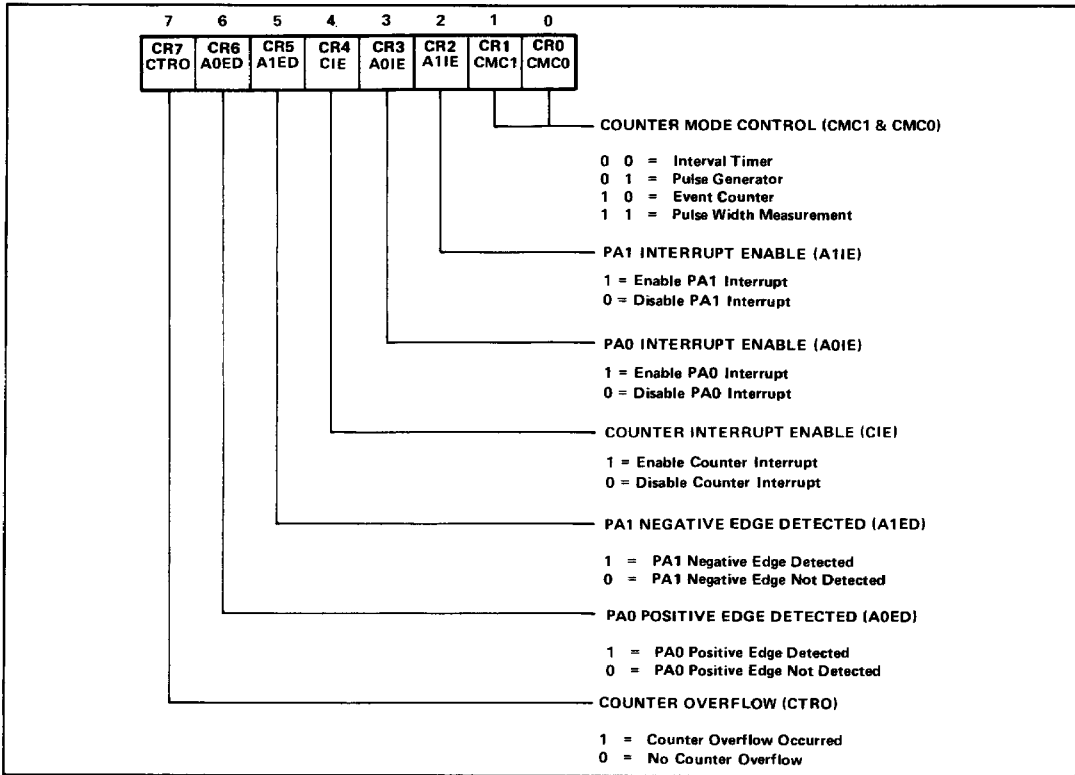 7 6 5 4 3 2 1 0
CR7 CR6 CR5 CR4 CR3 CR2 CR1 CR0
CTRO A0ED A1ED CIE A0IE A1IE CMC1 CMC0
COUNTER MODE CONTROL (CMC1 & CMC0)
0 0 = Interval Timer
0 1 = Pulse Generator
1 0 = Event Counter
1 1 = Pulse Width Measurement
PA1 INTERRUPT ENABLE (A1IE)
1 = Enable PA1 Interrupt
0 = Disable PA1 Interrupt
PA0 INTERRUPT ENABLE (A0IE)
1 = Enable PA0 Interrupt
0 = Disable PA0 Interrupt
COUNTER INTERRUPT ENABLE (CIE)
1 = Enable Counter Interrupt
0 = Disable Counter Interrupt
PA1 NEGATIVE EDGE DETECTED (A1ED)
1 = PA1 Negative Edge Detected
0 = PA1 Negative Edge Not Detected
PA0 POSITIVE EDGE DETECTED (A0ED)
1 = PA0 Positive Edge Detected
0 = PA0 Positive Edge Not Detected
COUNTER OVERFLOW (CTRO)
1 = Counter Overflow Occurred
0 = No Counter Overflow